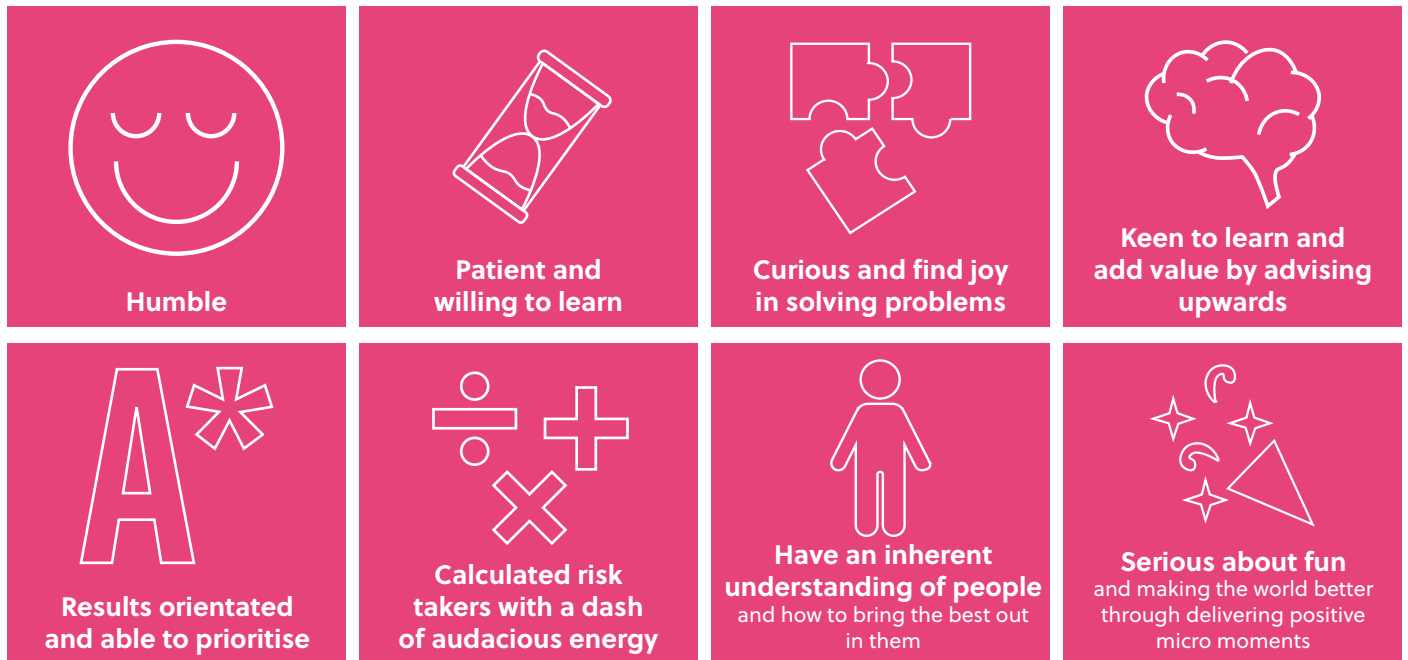 Humble
Patient and
willing to learn
Curious and find joy
in solving problems
Keen to learn and
add value by advising
upwards
A*
Results orientated
and able to prioritise
Calculated risk
takers with a dash
of audacious energy
Have an inherent
understanding of people
and how to bring the best out
in them
Serious about fun
and making the world better
through delivering positive
micro moments